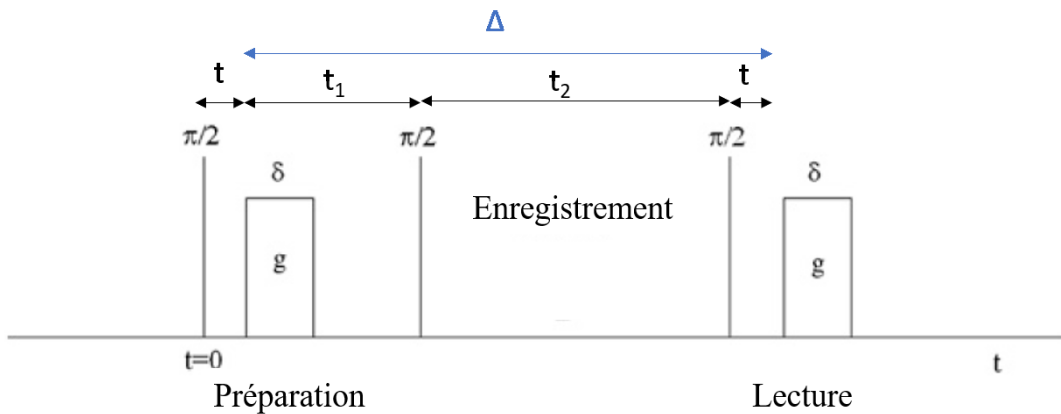 Δ
t t₁ t₂ t
π/2 π/2 π/2
δ δ
Enregistrement
g g
t=0 t
Préparation Lecture